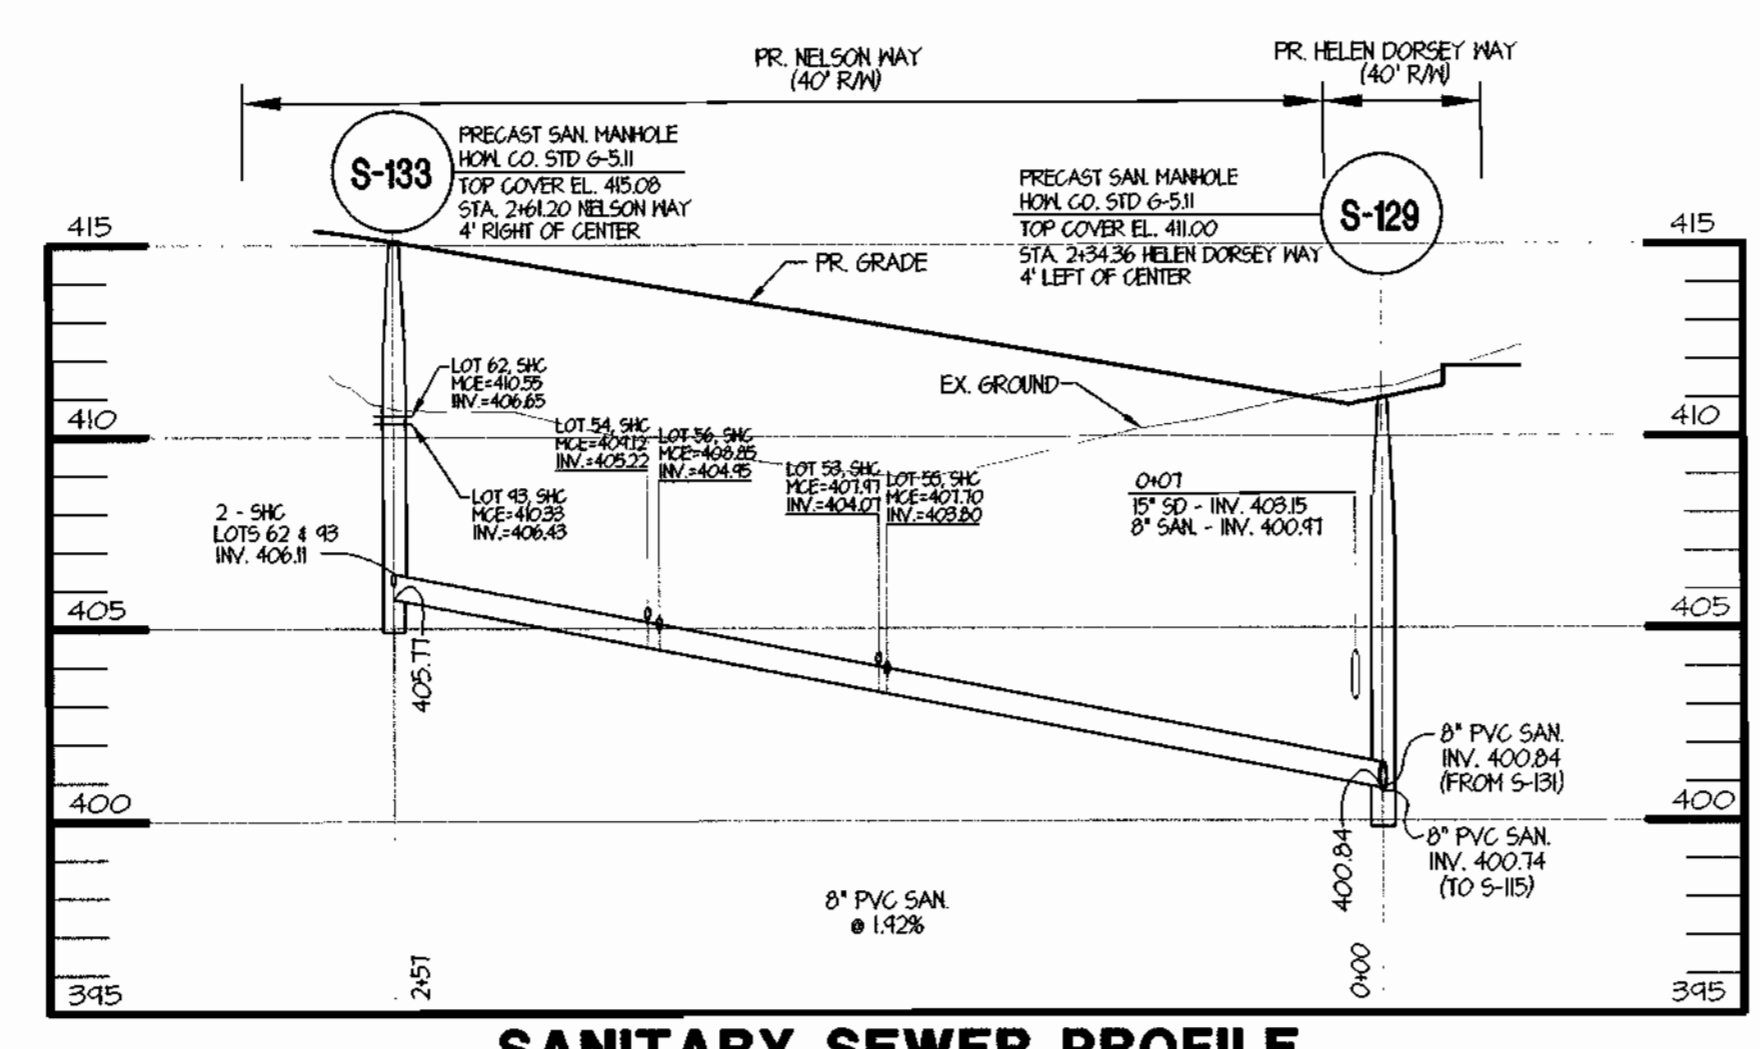 PR. NELSON WAY
(40' R/W)
PR. HELEN DORSEY WAY
(40' R/W)
S-133
PRECAST SAN. MANHOLE
HOW. CO. STD G-5.11
TOP COVER EL. 415.08
STA. 2+61.20 NELSON WAY
4' RIGHT OF CENTER
PRECAST SAN. MANHOLE
HOW. CO. STD G-5.11
TOP COVER EL. 411.00
STA. 2+34.36 HELEN DORSEY WAY
4' LEFT OF CENTER
S-129
415
415
PR. GRADE
LOT 62, SHC
MCE=410.55
INV.=406.65
EX. GROUND
410
410
LOT 54, SHC
MCE=409.12
INV.=405.22
LOT 56, SHC
MCE=408.85
INV.=404.95
LOT 53, SHC
MCE=407.97
INV.=404.07
LOT 55, SHC
MCE=407.70
INV.=403.80
LOT 93, SHC
MCE=410.33
INV.=406.43
2 - SHC
LOTS 62 & 93
INV. 406.11
0+07
15" SD - INV. 403.15
8" SAN. - INV. 400.97
405
405
405.77
8" PVC SAN.
INV. 400.84
(FROM S-131)
400
400
400.84
8" PVC SAN.
INV. 400.74
(TO S-115)
8" PVC SAN.
@ 1.92%
2+57
0+00
395
395
SANITARY SEWER PROFILE